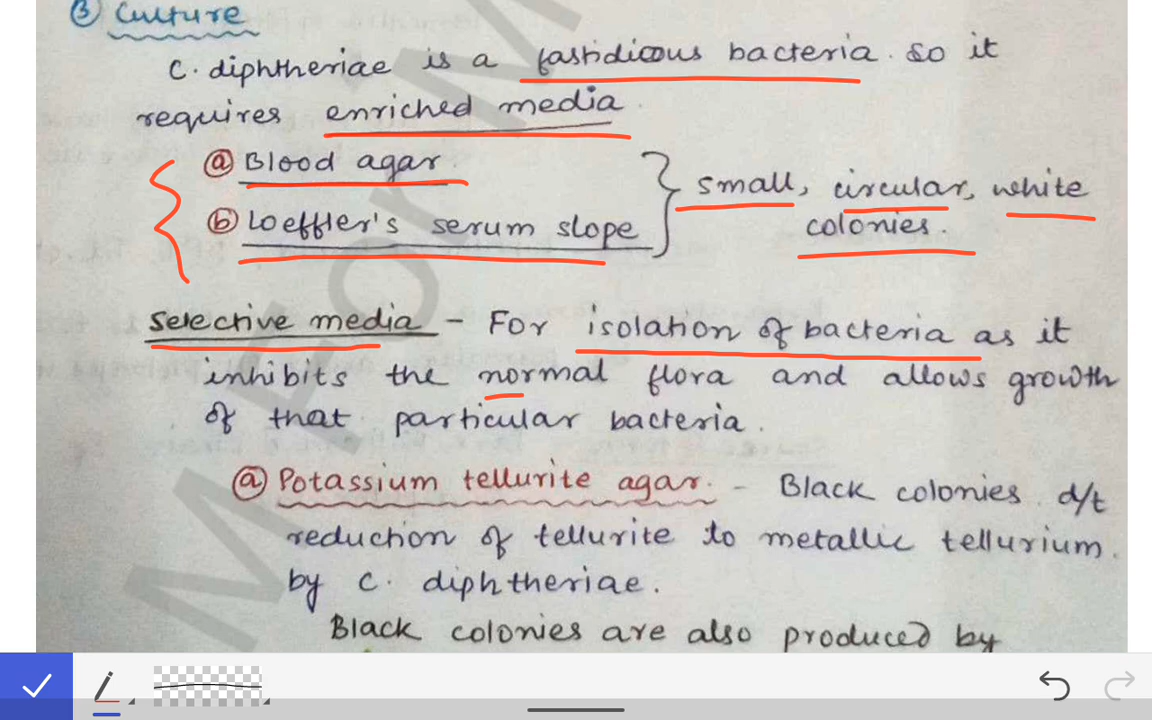 ③ Culture
C. diphtheriae is a fastidious bacteria. so it
requires enriched media
ⓐ Blood agar.
ⓑ Loeffler's serum slope
small, circular, white
colonies.
Selective media - For isolation of bacteria as it
inhibits the normal flora and allows growth
of that particular bacteria.
ⓐ Potassium tellurite agar. - Black colonies d/t
reduction of tellurite to metallic tellurium
by C. diphtheriae.
Black colonies are also produced by